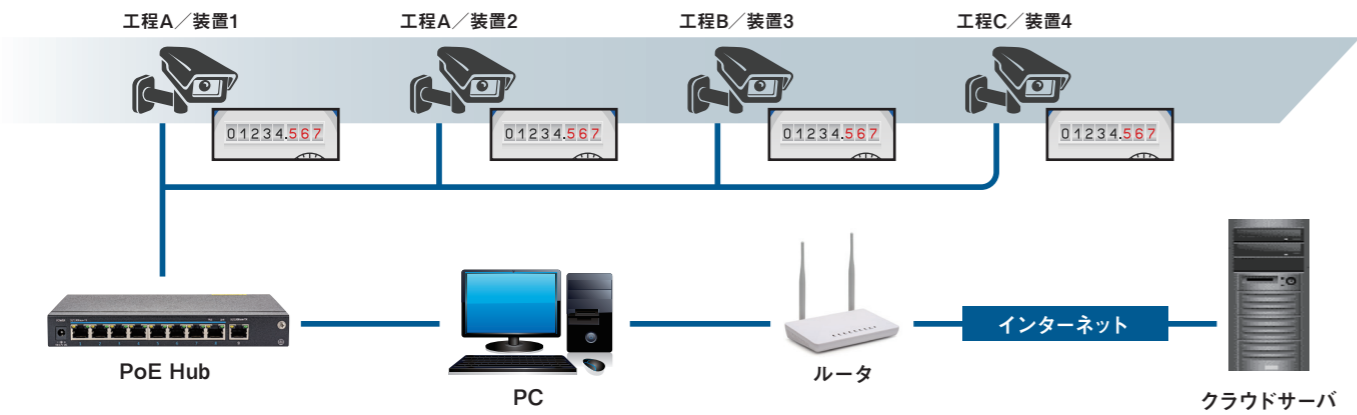 工程A／装置1
工程A／装置2
工程B／装置3
工程C／装置4
01234.567
01234.567
01234.567
01234.567
インターネット
PoE Hub
PC
ルータ
クラウドサーバ